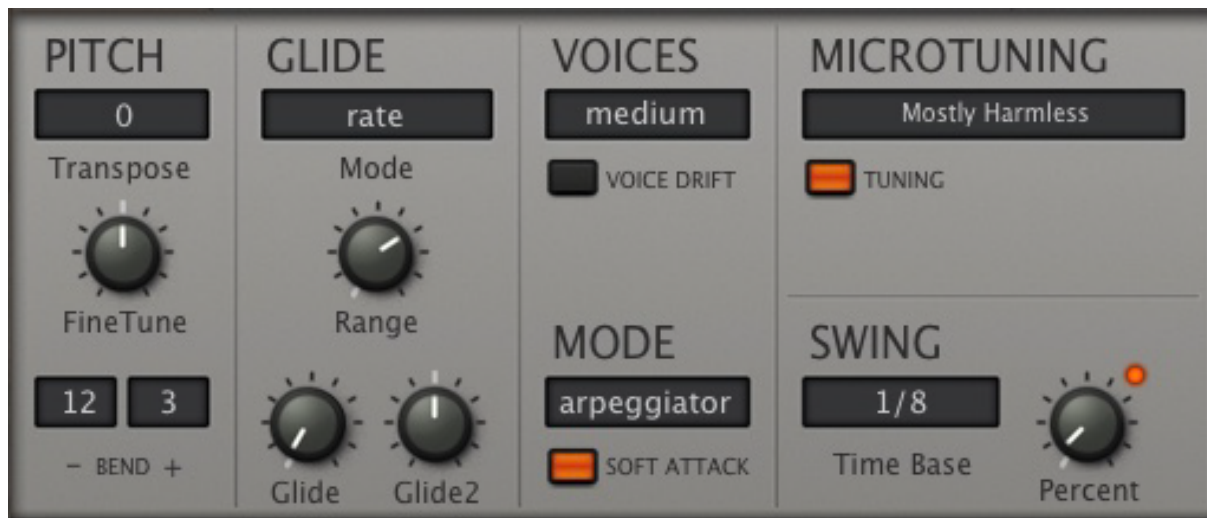 PITCH
0
Transpose
FineTune
12 3
- BEND +
GLIDE
rate
Mode
Range
Glide Glide2
VOICES
medium
VOICE DRIFT
MODE
arpeggiator
SOFT ATTACK
MICROTUNING
Mostly Harmless
TUNING
SWING
1/8
Time Base
Percent